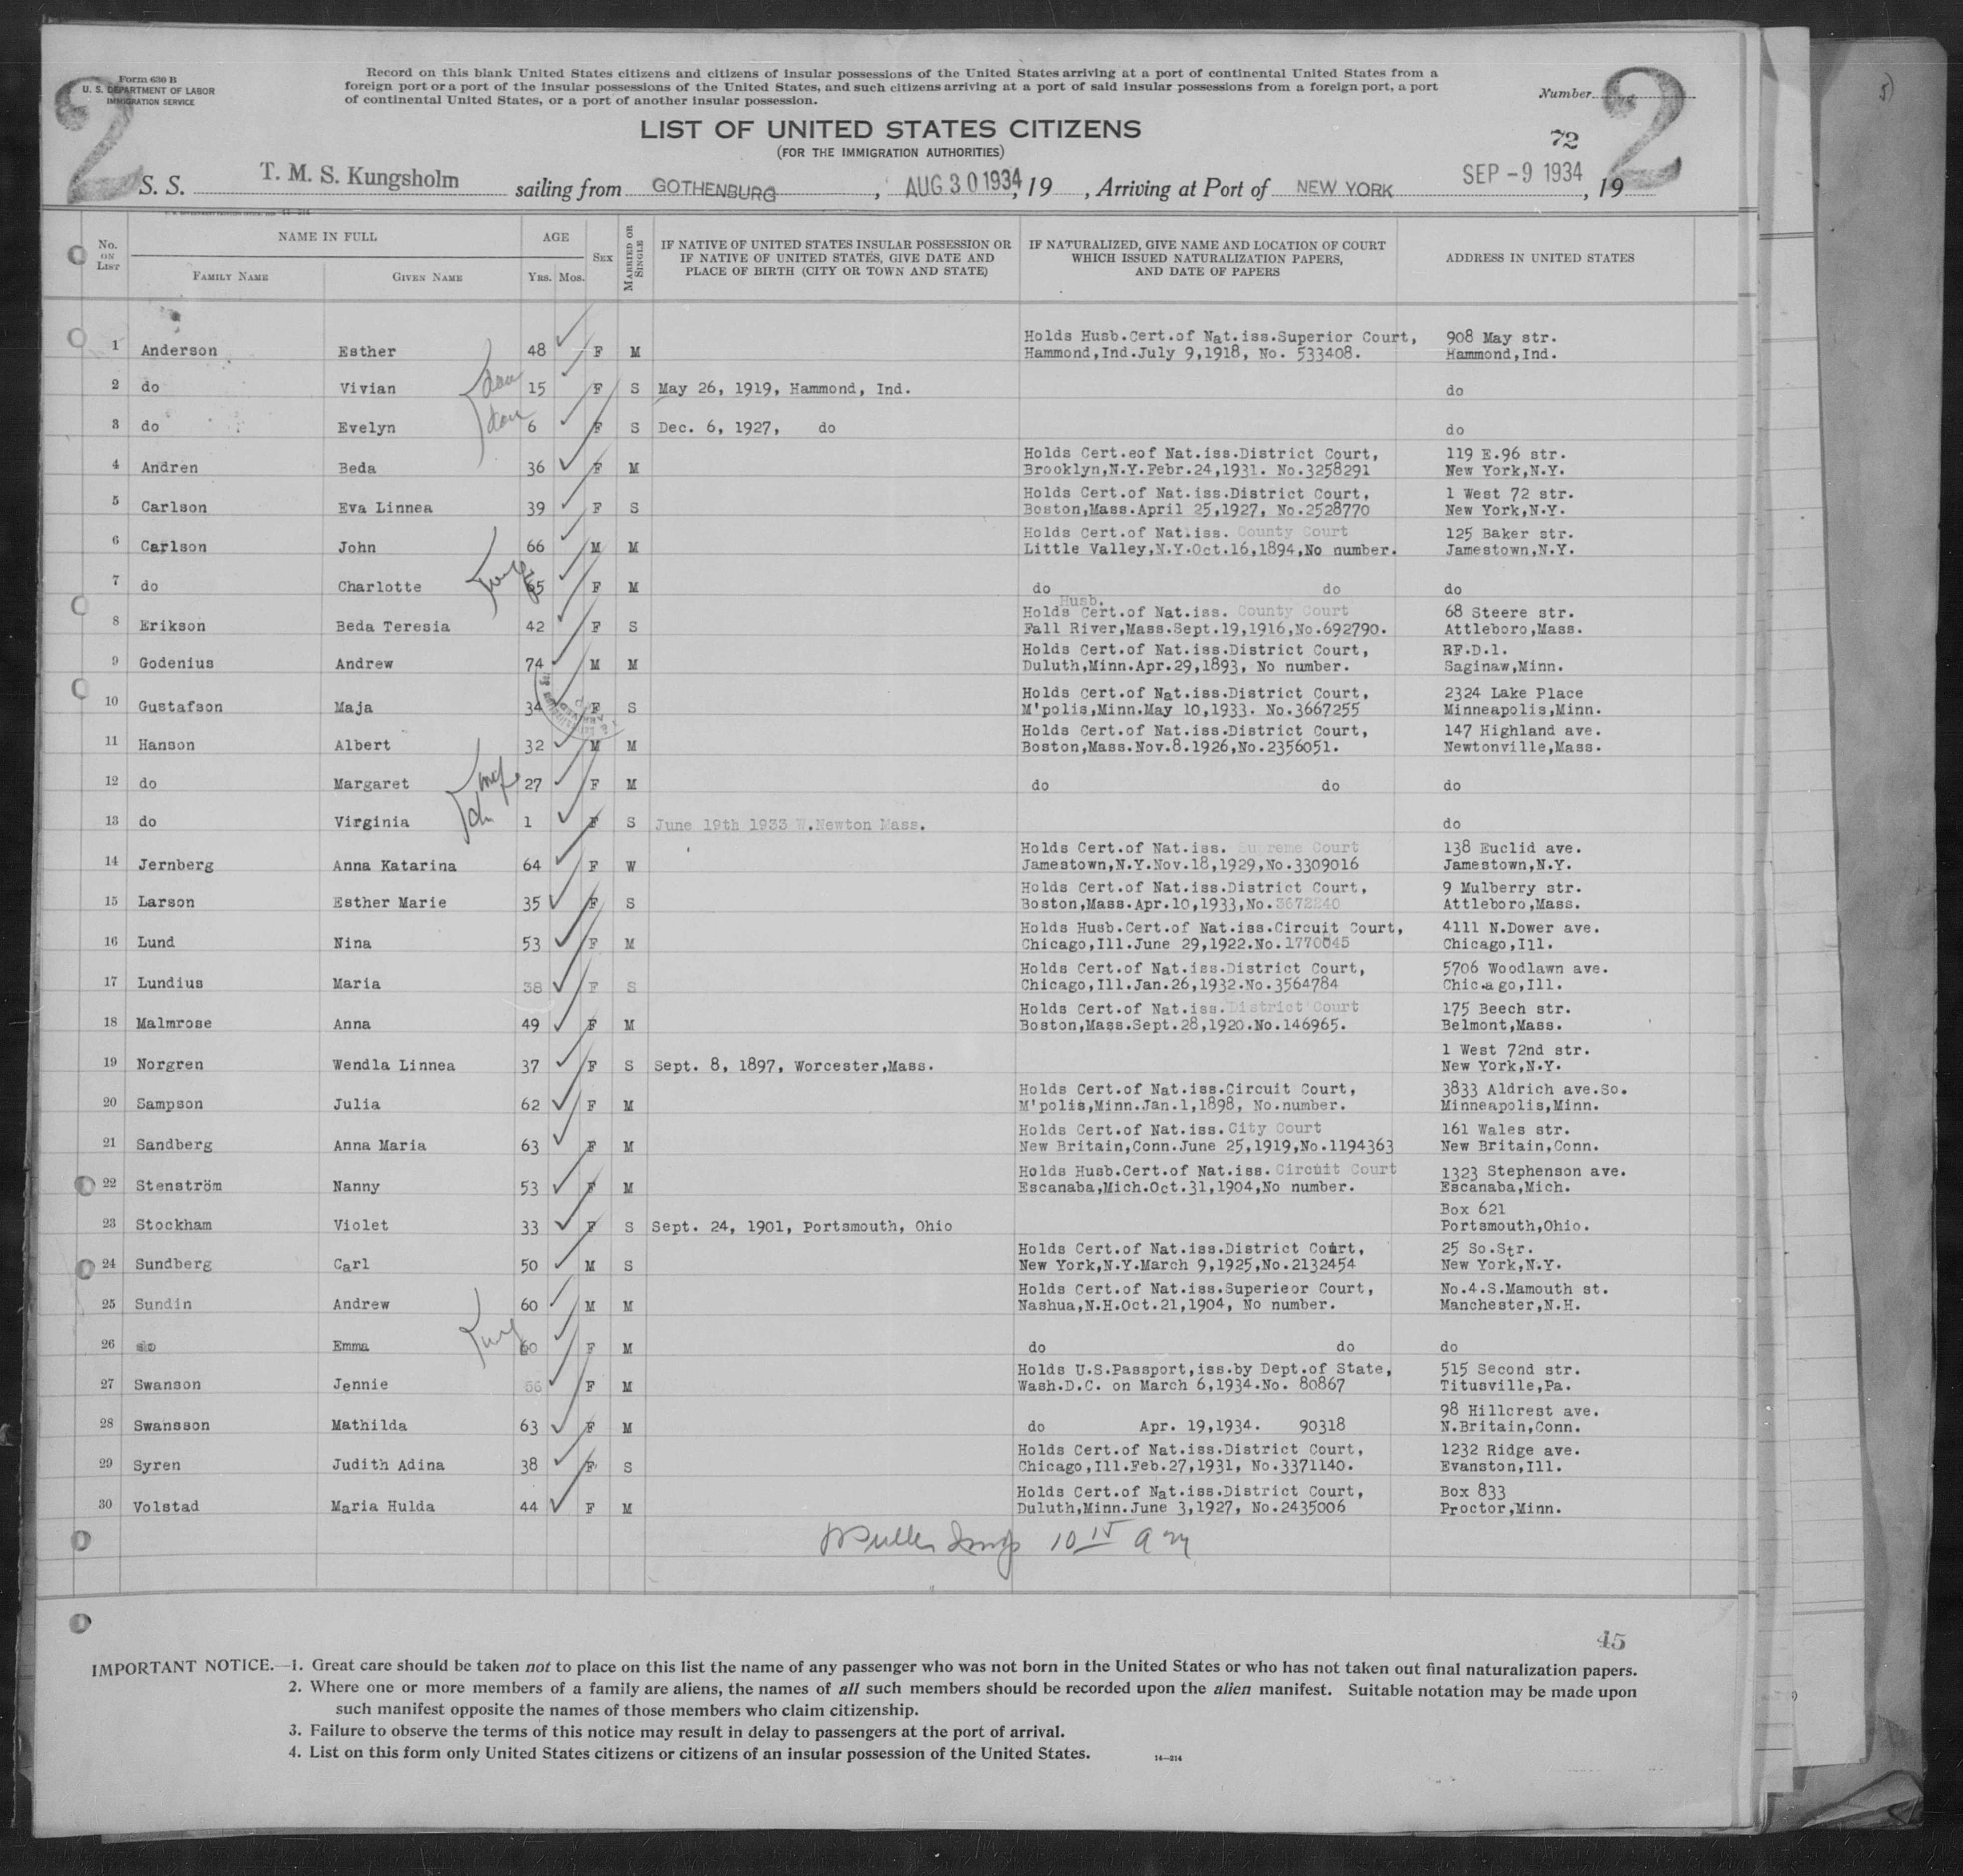 2
2
Form 630 B
U. S. DEPARTMENT OF LABOR
IMMIGRATION SERVICE
Record on this blank United States citizens and citizens of insular possessions of the United States arriving at a port of continental United States from a
foreign port or a port of the insular possessions of the United States, and such citizens arriving at a port of said insular possessions from a foreign port, a port
of continental United States, or a port of another insular possession.
Number
LIST OF UNITED STATES CITIZENS
(FOR THE IMMIGRATION AUTHORITIES)
72
S. S. T. M. S. Kungsholm sailing from GOTHENBURG, AUG 30 1934, 19 , Arriving at Port of NEW YORK SEP -9 1934, 19
No. ON LIST NAME IN FULL AGE SEX MARRIED OR SINGLE IF NATIVE OF UNITED STATES INSULAR POSSESSION OR IF NATIVE OF UNITED STATES, GIVE DATE AND PLACE OF BIRTH (CITY OR TOWN AND STATE) IF NATURALIZED, GIVE NAME AND LOCATION OF COURT WHICH ISSUED NATURALIZATION PAPERS, AND DATE OF PAPERS ADDRESS IN UNITED STATES
FAMILY NAME GIVEN NAME YRS. MOS.
Holds Husb.Cert.of Nat.iss.Superior Court, 908 May str.
1 Anderson Esther 48 F M Hammond,Ind.July 9,1918, No. 533408. Hammond,Ind.
2 do Vivian dau 15 F S May 26, 1919, Hammond, Ind. do
3 do Evelyn dau 6 F S Dec. 6, 1927, do do
Holds Cert.eof Nat.iss.District Court, 119 E.96 str.
4 Andren Beda 36 F M Brooklyn,N.Y.Febr.24,1931. No.3258291 New York,N.Y.
Holds Cert.of Nat.iss.District Court, 1 West 72 str.
5 Carlson Eva Linnea 39 F S Boston,Mass.April 25,1927, No.2528770 New York,N.Y.
Holds Cert.of Nat.iss. County Court 125 Baker str.
6 Carlson John 66 M M Little Valley,N.Y.Oct.16,1894,No number. Jamestown,N.Y.
7 do Charlotte 65 F M do do do
Husb.
Holds Cert.of Nat.iss. County Court 68 Steere str.
8 Erikson Beda Teresia 42 F S Fall River,Mass.Sept.19,1916,No.692790. Attleboro,Mass.
Holds Cert.of Nat.iss.District Court, RF.D.1.
9 Godenius Andrew 74 M M Duluth,Minn.Apr.29,1893, No number. Saginaw,Minn.
Holds Cert.of Nat.iss.District Court, 2324 Lake Place
10 Gustafson Maja 34 F S M'polis,Minn.May 10,1933. No.3667255 Minneapolis,Minn.
Holds Cert.of Nat.iss.District Court, 147 Highland ave.
11 Hanson Albert 32 M M Boston,Mass.Nov.8.1926,No.2356051. Newtonville,Mass.
12 do Margaret 27 F M do do do
13 do Virginia 1 F S June 19th 1933 W.Newton Mass. do
Holds Cert.of Nat.iss. Supreme Court 138 Euclid ave.
14 Jernberg Anna Katarina 64 F W Jamestown,N.Y.Nov.18,1929,No.3309016 Jamestown,N.Y.
Holds Cert.of Nat.iss.District Court, 9 Mulberry str.
15 Larson Esther Marie 35 F S Boston,Mass.Apr.10,1933,No.3672240 Attleboro,Mass.
Holds Husb.Cert.of Nat.iss.Circuit Court, 4111 N.Dower ave.
16 Lund Nina 53 F M Chicago,Ill.June 29,1922.No.1770045 Chicago,Ill.
Holds Cert.of Nat.iss.District Court, 5706 Woodlawn ave.
17 Lundius Maria 38 F S Chicago,Ill.Jan.26,1932.No.3564784 Chicago,Ill.
Holds Cert.of Nat.iss.District Court 175 Beech str.
18 Malmrose Anna 49 F M Boston,Mass.Sept.28,1920.No.146965. Belmont,Mass.
1 West 72nd str.
19 Norgren Wendla Linnea 37 F S Sept. 8, 1897, Worcester,Mass. New York,N.Y.
Holds Cert.of Nat.iss.Circuit Court, 3833 Aldrich ave.So.
20 Sampson Julia 62 F M M'polis,Minn.Jan.1,1898, No.number. Minneapolis,Minn.
Holds Cert.of Nat.iss. City Court 161 Wales str.
21 Sandberg Anna Maria 63 F M New Britain,Conn.June 25,1919,No.1194363 New Britain,Conn.
Holds Husb.Cert.of Nat.iss. Circuit Court 1323 Stephenson ave.
22 Stenström Nanny 53 F M Escanaba,Mich.Oct.31,1904,No number. Escanaba,Mich.
Box 621
23 Stockham Violet 33 F S Sept. 24, 1901, Portsmouth, Ohio Portsmouth,Ohio.
Holds Cert.of Nat.iss.District Court, 25 So.Str.
24 Sundberg Carl 50 M S New York,N.Y.March 9,1925,No.2132454 New York,N.Y.
Holds Cert.of Nat.iss.Superieor Court, No.4.S.Mamouth st.
25 Sundin Andrew 60 M M Nashua,N.H.Oct.21,1904, No number. Manchester,N.H.
26 do Emma 60 F M do do do
Holds U.S.Passport,iss.by Dept.of State, 515 Second str.
27 Swanson Jennie 56 F M Wash.D.C. on March 6,1934.No. 80867 Titusville,Pa.
98 Hillcrest ave.
28 Swansson Mathilda 63 F M do Apr. 19,1934. 90318 N.Britain,Conn.
Holds Cert.of Nat.iss.District Court, 1232 Ridge ave.
29 Syren Judith Adina 38 F S Chicago,Ill.Feb.27,1931, No.3371140. Evanston,Ill.
Holds Cert.of Nat.iss.District Court, Box 833
30 Volstad Maria Hulda 44 F M Duluth,Minn.June 3,1927, No.2435006 Proctor,Minn.
10 15 a m
45
IMPORTANT NOTICE.—1. Great care should be taken not to place on this list the name of any passenger who was not born in the United States or who has not taken out final naturalization papers.
2. Where one or more members of a family are aliens, the names of all such members should be recorded upon the alien manifest. Suitable notation may be made upon
such manifest opposite the names of those members who claim citizenship.
3. Failure to observe the terms of this notice may result in delay to passengers at the port of arrival.
4. List on this form only United States citizens or citizens of an insular possession of the United States.
14—214